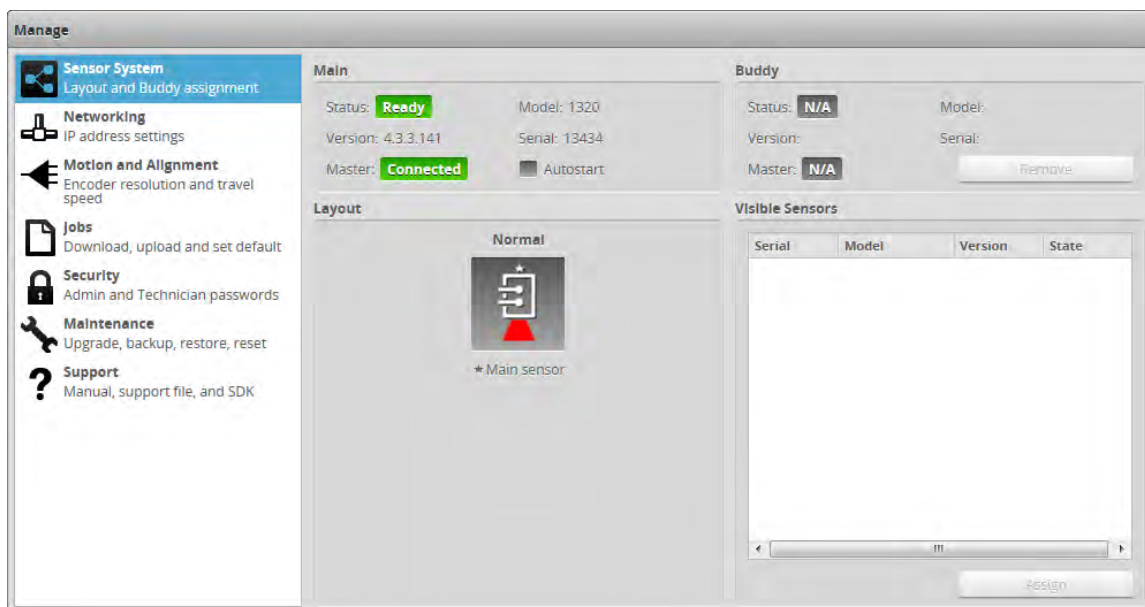 Manage
Sensor System
Layout and Buddy assignment
Networking
IP address settings
Motion and Alignment
Encoder resolution and travel
speed
Jobs
Download, upload and set default
Security
Admin and Technician passwords
Maintenance
Upgrade, backup, restore, reset
Support
Manual, support file, and SDK
Main
Status: Ready Model: 1320
Version: 4.3.3.141 Serial: 13434
Master: Connected Autostart
Layout
Normal
★ Main sensor
Buddy
Status: N/A Model:
Version: Serial:
Master: N/A Remove
Visible Sensors
Serial Model Version State
Assign